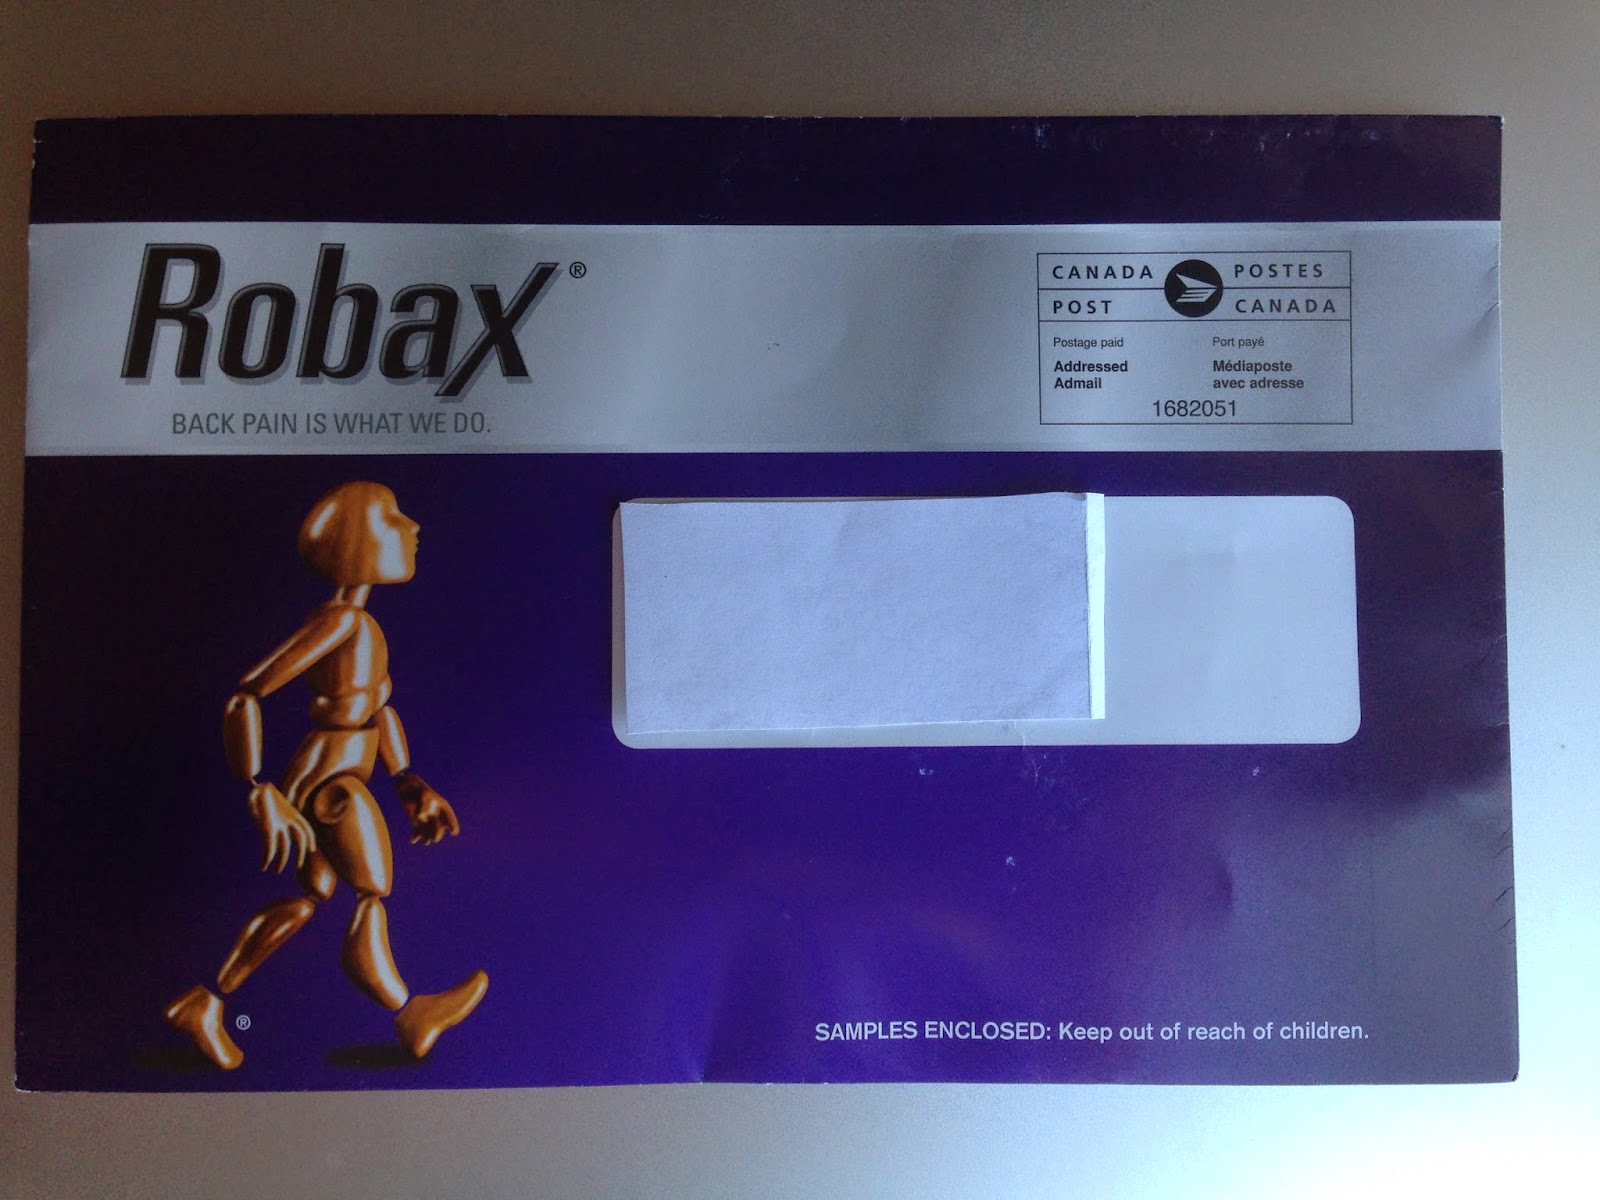 Robax®
BACK PAIN IS WHAT WE DO.
CANADA POSTES
POST CANADA
Postage paid Port payé
Addressed Médiaposte
Admail avec adresse
1682051
®
SAMPLES ENCLOSED: Keep out of reach of children.